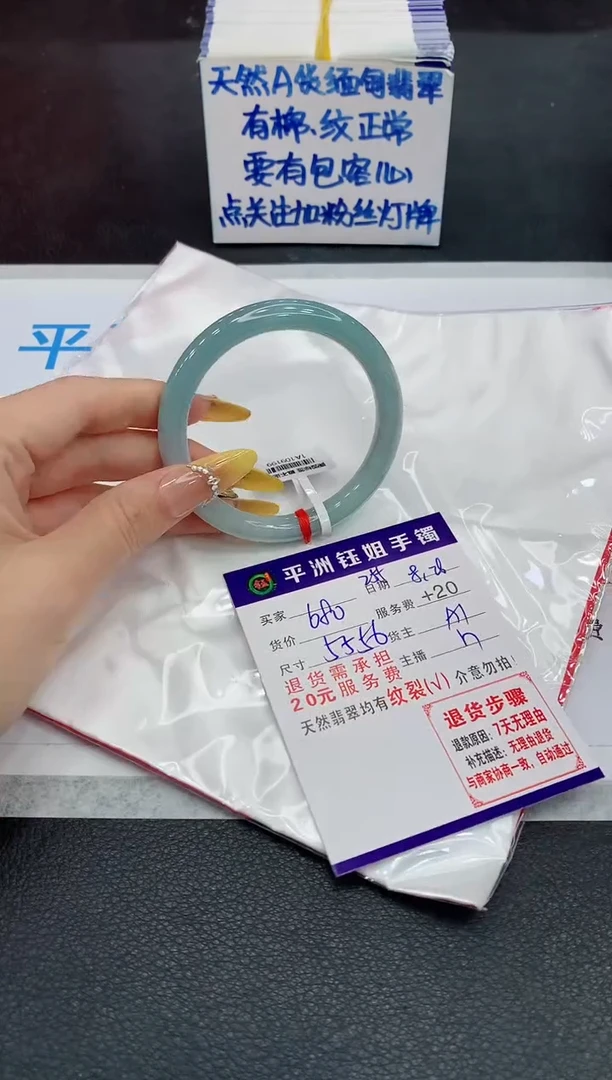 天然A货缅甸翡翠
有棉、纹正常
要有包容心
点关注加粉丝灯牌
平
1A109199
平洲钰姐手镯
买家
日期 8.28
货价 680 服务费 +20
尺寸 5556 货主
主播
退货需承担
20元服务费
天然翡翠均有纹裂(√)介意勿拍
退货步骤
退款原因：7天无理由
补充描述：无理由退货
与商家协商一致，自动通过